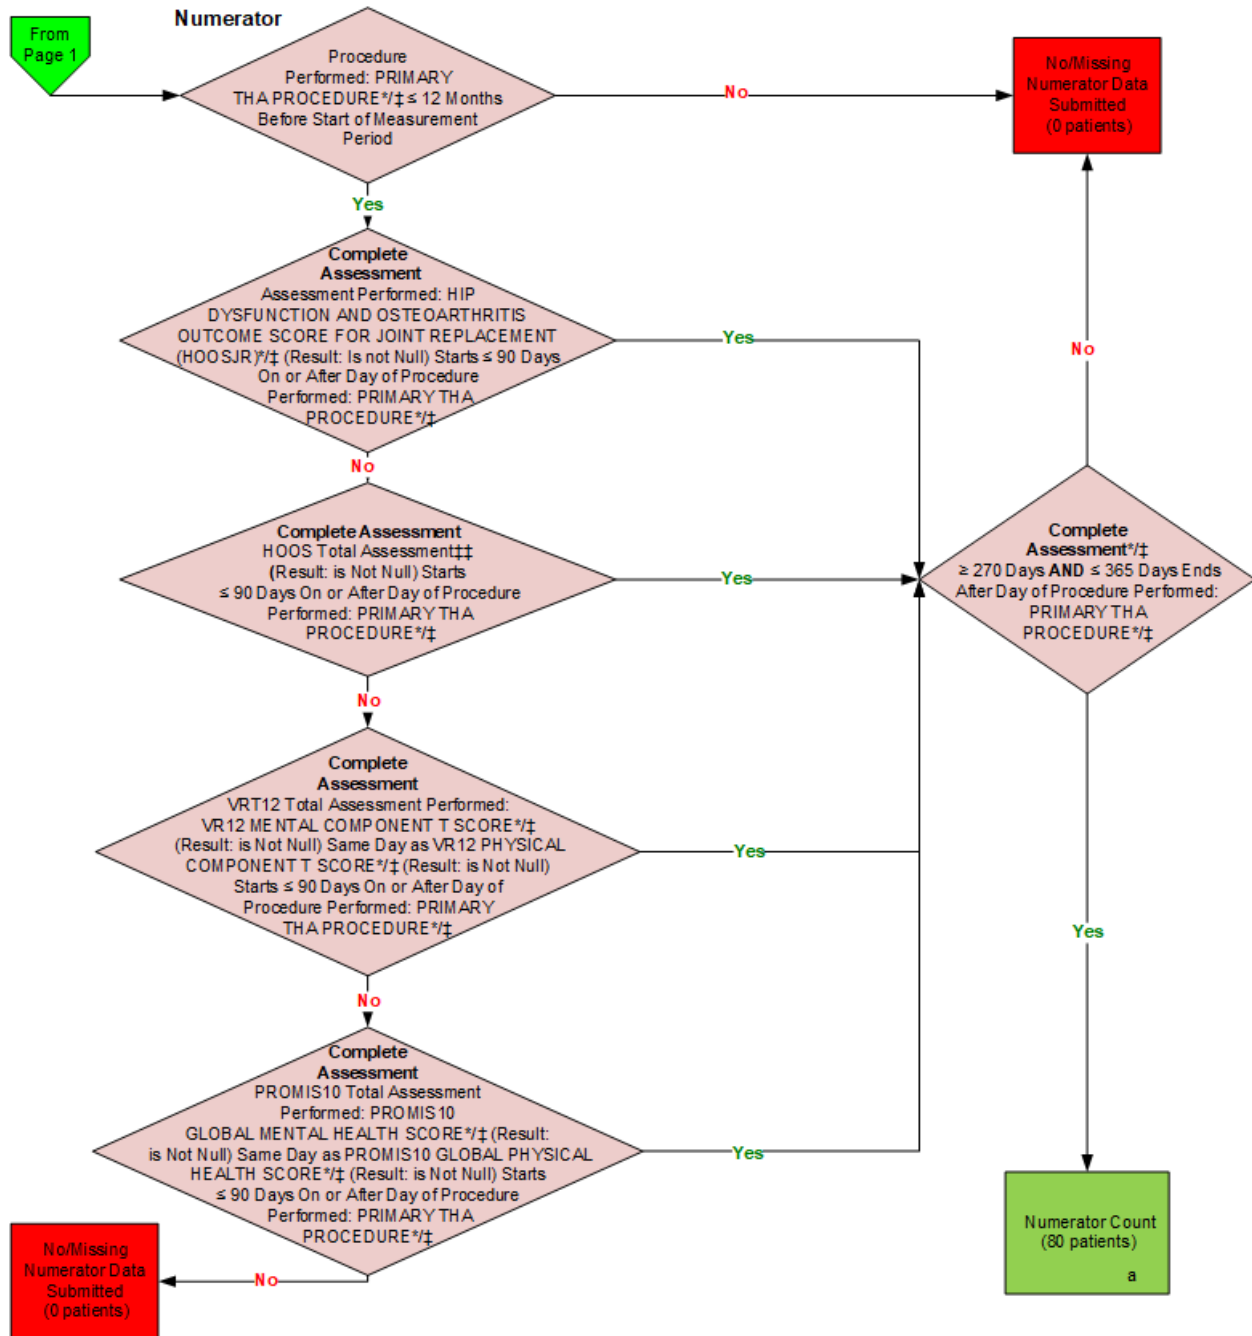 Numerator
From
Page 1
Procedure
Performed: PRIMARY
THA PROCEDURE*/‡ ≤ 12 Months
Before Start of Measurement
Period
No
No/Missing
Numerator Data
Submitted
(0 patients)
Yes
Complete
Assessment
Assessment Performed: HIP
DYSFUNCTION AND OSTEOARTHRITIS
OUTCOME SCORE FOR JOINT REPLACEMENT
(HOOSJR)*/‡ (Result: Is not Null) Starts ≤ 90 Days
On or After Day of Procedure
Performed: PRIMARY THA
PROCEDURE*/‡
Yes
No
No
Complete Assessment
HOOS Total Assessment‡‡
(Result: is Not Null) Starts
≤ 90 Days On or After Day of Procedure
Performed: PRIMARY THA
PROCEDURE*/‡
Yes
Complete
Assessment*/‡
≥ 270 Days AND ≤ 365 Days Ends
After Day of Procedure Performed:
PRIMARY THA
PROCEDURE*/‡
No
Complete
Assessment
VRT12 Total Assessment Performed:
VR12 MENTAL COMPONENT T SCORE*/‡
(Result: is Not Null) Same Day as VR12 PHYSICAL
COMPONENT T SCORE*/‡ (Result: is Not Null)
Starts ≤ 90 Days On or After Day of
Procedure Performed: PRIMARY
THA PROCEDURE*/‡
Yes
Yes
No
Complete
Assessment
PROMIS10 Total Assessment
Performed: PROMIS10
GLOBAL MENTAL HEALTH SCORE*/‡ (Result:
is Not Null) Same Day as PROMIS10 GLOBAL PHYSICAL
HEALTH SCORE*/‡ (Result: is Not Null) Starts
≤ 90 Days On or After Day of Procedure
Performed: PRIMARY THA
PROCEDURE*/‡
Yes
Numerator Count
(80 patients)
a
No
No/Missing
Numerator Data
Submitted
(0 patients)